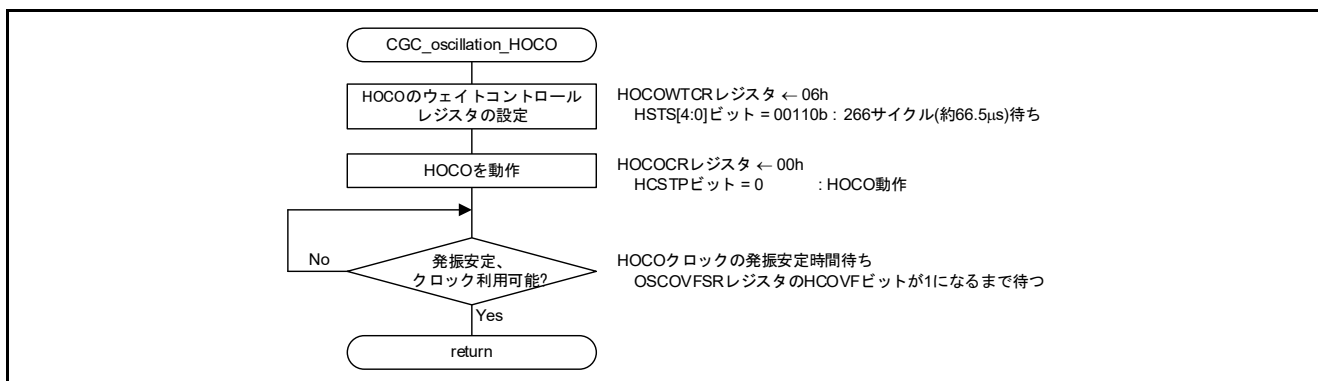 CGC_oscillation_HOCO
HOCOのウェイトコントロール
レジスタの設定
HOCOWTCRレジスタ ← 06h
HSTS[4:0]ビット = 00110b : 266サイクル(約66.5μs)待ち
HOCOを動作
HOCOCRレジスタ ← 00h
HCSTPビット = 0 : HOCO動作
No
発振安定、
クロック利用可能?
HOCOクロックの発振安定時間待ち
OSCOVFSRレジスタのHCOVFビットが1になるまで待つ
Yes
return